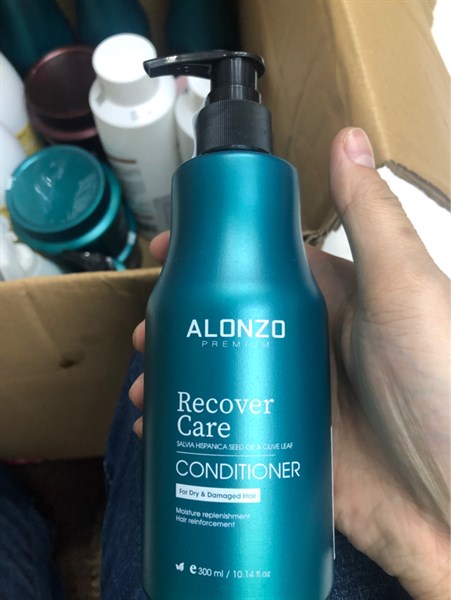 ALONZO
PREMIUM
Recover
Care
SALVIA HISPANICA SEED OIL & OLIVE LEAF
CONDITIONER
For Dry & Damaged Hair
Moisture replenishment
Hair reinforcement
e 300 ml / 10.14 fl oz